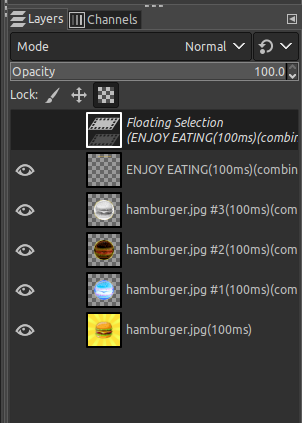 Layers Channels
Mode Normal
Opacity 100.0
Lock:
Floating Selection
(ENJOY EATING(100ms)(combin
ENJOY EATING(100ms)(combin
hamburger.jpg #3(100ms)(com
hamburger.jpg #2(100ms)(com
hamburger.jpg #1(100ms)(com
hamburger.jpg(100ms)